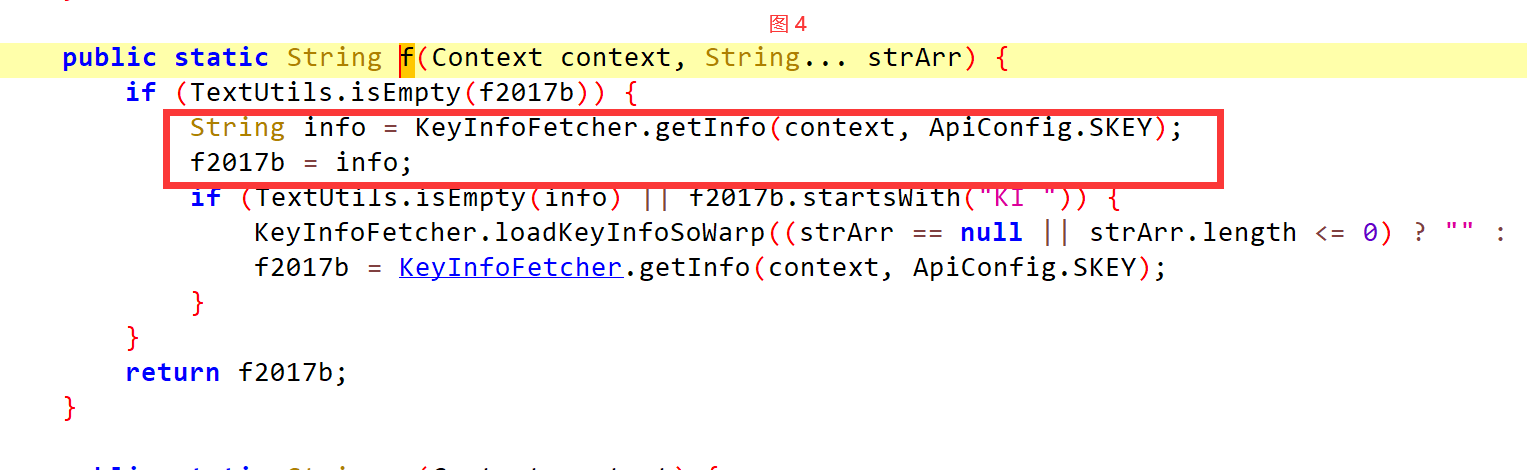 图 4
public static String f(Context context, String... strArr) {
if (TextUtils.isEmpty(f2017b)) {
String info = KeyInfoFetcher.getInfo(context, ApiConfig.SKEY);
f2017b = info;
if (TextUtils.isEmpty(info) || f2017b.startsWith("KI ")) {
KeyInfoFetcher.loadKeyInfoSoWarp((strArr == null || strArr.length <= 0) ? "" :
f2017b = KeyInfoFetcher.getInfo(context, ApiConfig.SKEY);
}
}
return f2017b;
}